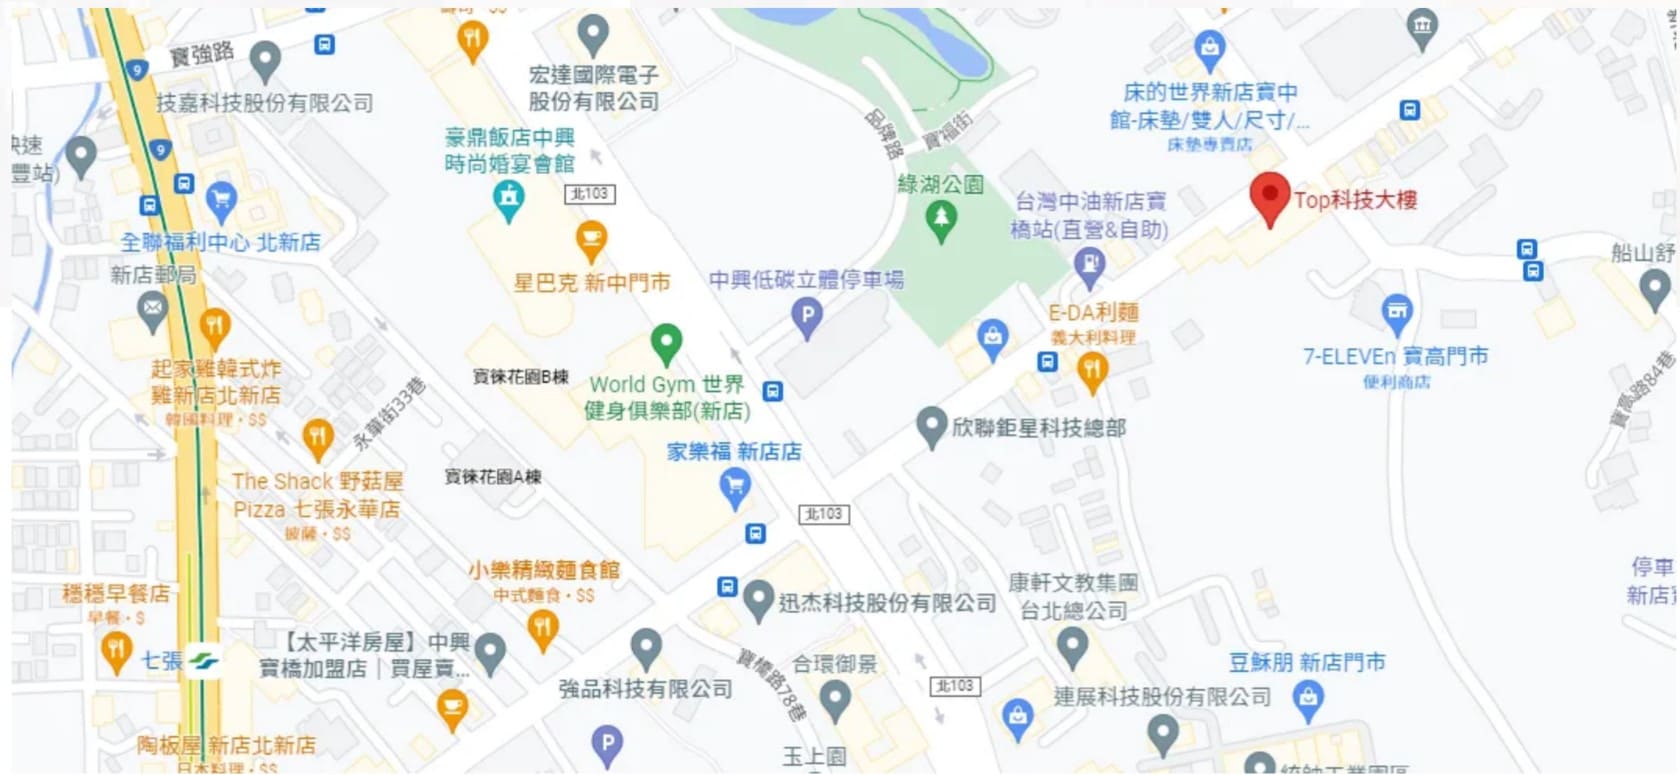 壽司・$$
寶強路
9
技嘉科技股份有限公司
宏達國際電子
股份有限公司
床的世界新店寶中
館-床墊/雙人/尺寸/...
床墊專賣店
豪鼎飯店中興
時尚婚宴會館
品牌路
寶福街
快速
豐站)
9
北103
綠湖公園
台灣中油新店寶
橋站(直營&自助)
Top科技大樓
全聯福利中心 北新店
新店郵局
星巴克 新中門市
中興低碳立體停車場
船山舒
起家雞韓式炸
雞新店北新店
韓國料理・$$
E-DA利麵
義大利料理
7-ELEVEn 寶高門市
便利商店
寶徠花園B棟
World Gym 世界
健身俱樂部(新店)
永華街33巷
寶高路84巷
欣聯鉅星科技總部
家樂福 新店店
寶徠花園A棟
The Shack 野菇屋
Pizza 七張永華店
披薩・$$
北103
小樂精緻麵食館
中式麵食・$$
穩穩早餐店
早餐・$
迅杰科技股份有限公司
康軒文教集團
台北總公司
停車
新店
七張
【太平洋房屋】中興
寶橋加盟店｜買屋賣...
強品科技有限公司
寶橋路78巷
合環御景
北103
豆穌朋 新店門市
連展科技股份有限公司
陶板屋 新店北新店
日本料理・$$
P
P
玉上園